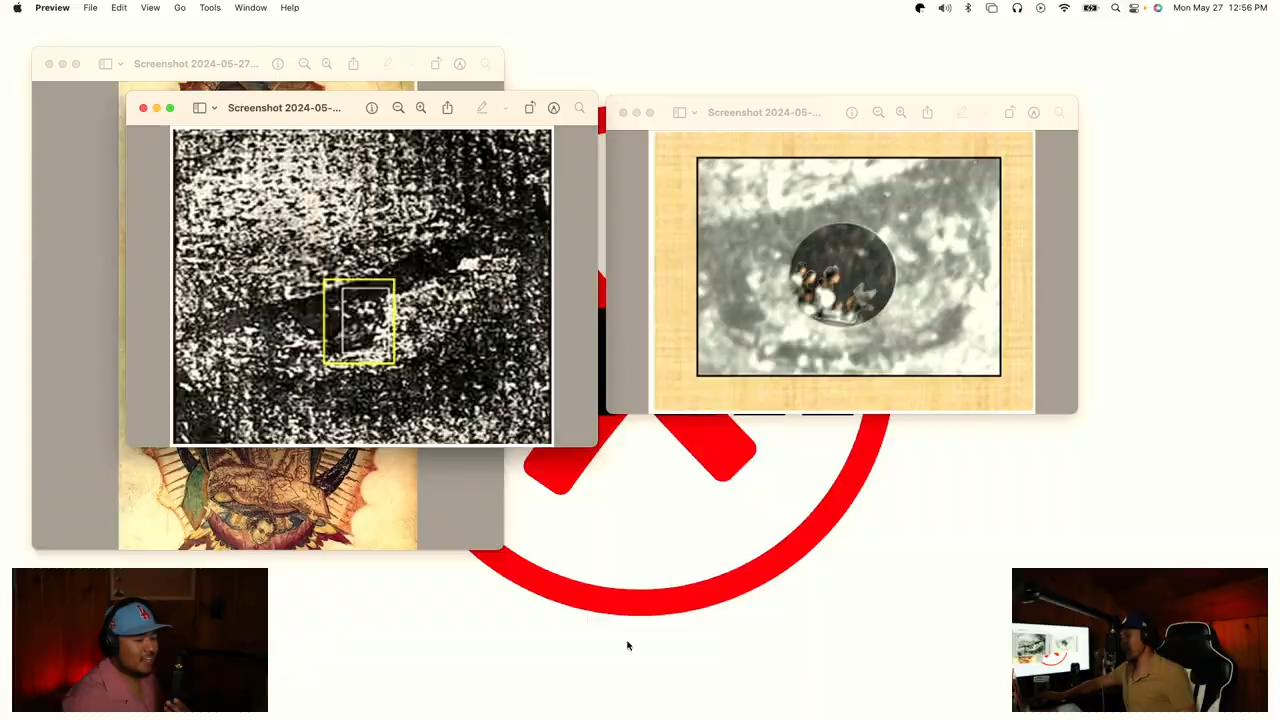 Preview File Edit View Go Tools Window Help Mon May 27 12:56 PM
Screenshot 2024-05-27...
Screenshot 2024-05-...
Screenshot 2024-05-...